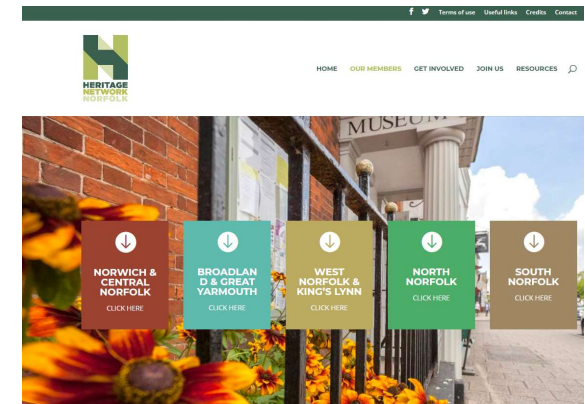 Terms of use Useful links Credits Contact
HERITAGE
NETWORK
NORFOLK
HOME OUR MEMBERS GET INVOLVED JOIN US RESOURCES
MUSEUM
NORWICH &
CENTRAL
NORFOLK
CLICK HERE
BROADLAN
D & GREAT
YARMOUTH
CLICK HERE
WEST
NORFOLK &
KING'S LYNN
CLICK HERE
NORTH
NORFOLK
CLICK HERE
SOUTH
NORFOLK
CLICK HERE